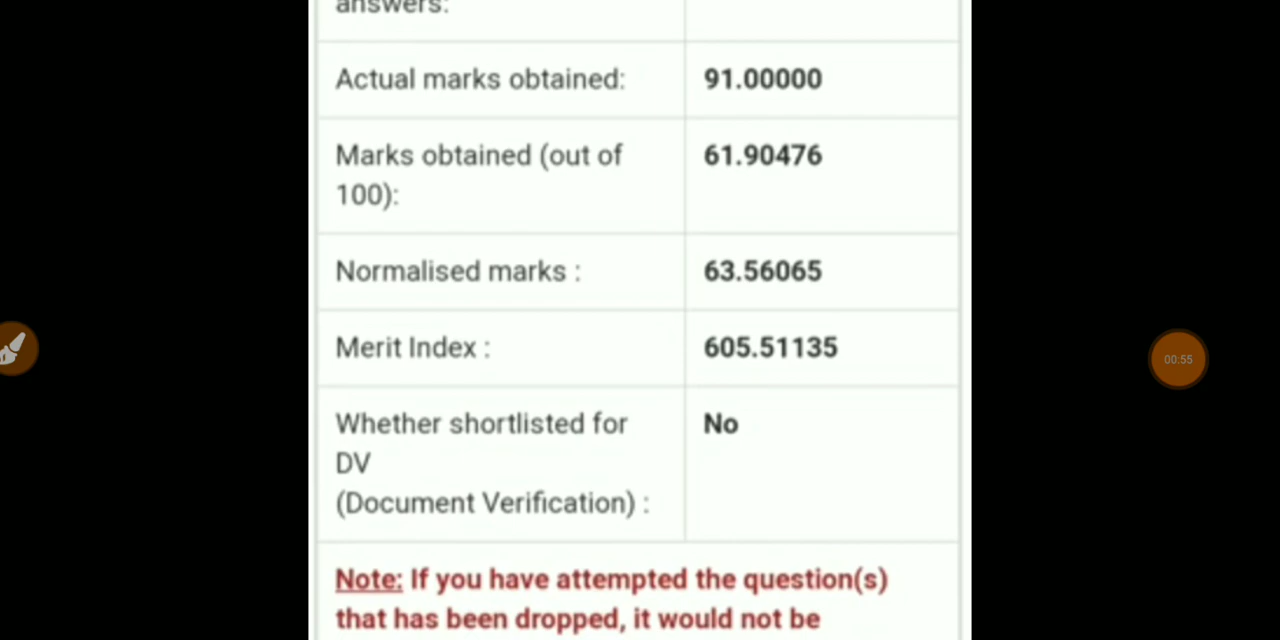 answers:
Actual marks obtained: 91.00000
Marks obtained (out of 61.90476
100):
Normalised marks : 63.56065
Merit Index : 605.51135
Whether shortlisted for No
DV
(Document Verification) :
Note: If you have attempted the question(s)
that has been dropped, it would not be
00:55